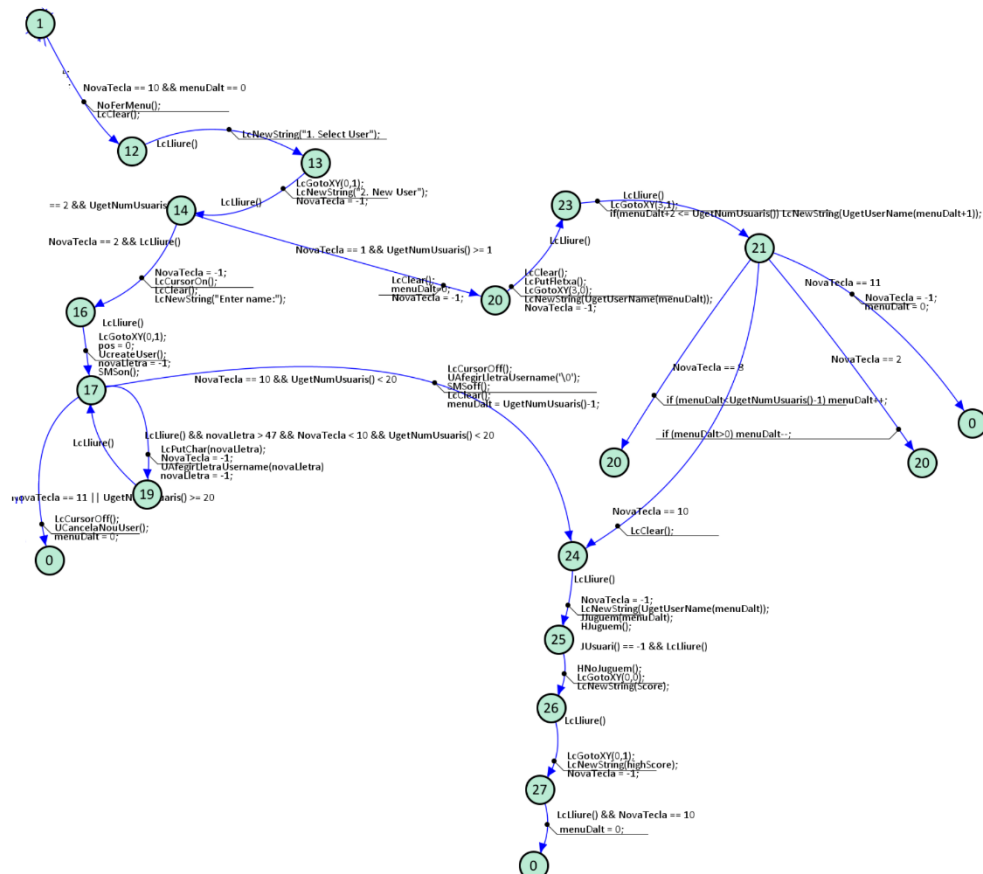 1
NovaTecla == 10 && menuDalt == 0
NoFerMenu();
LcClear();
12
LcLliure()
LcNewString("1. Select User");
13
LcGotoXY(0,1);
LcNewString("2. New User");
NovaTecla = -1;
LcLliure()
14
== 2 && UgetNumUsuaris
NovaTecla == 2 && LcLliure()
NovaTecla == 1 && UgetNumUsuaris() >= 1
LcClear();
menuDalt=0;
NovaTecla = -1;
20
LcLliure()
LcClear();
LcPutFletxa();
LcGotoXY(3,0);
LcNewString(UgetUserName(menuDalt));
NovaTecla = -1;
23
LcLliure()
LcGotoXY(3,1);
if(menuDalt+2 <= UgetNumUsuaris()) LcNewString(UgetUserName(menuDalt+1));
21
NovaTecla == 11
NovaTecla = -1;
menuDalt = 0;
0
NovaTecla == 2
if (menuDalt>0) menuDalt--;
20
NovaTecla == 8
if (menuDalt<UgetNumUsuaris()-1) menuDalt++;
20
NovaTecla == 10
LcClear();
NovaTecla = -1;
LcCursorOn();
LcClear();
LcNewString("Enter name:");
16
LcLliure()
LcGotoXY(0,1);
pos = 0;
UcreateUser();
novaLletra = -1;
SMSon();
17
NovaTecla == 10 && UgetNumUsuaris() < 20
LcCursorOff();
UAfegirLletraUsername('\0');
SMSoff();
LcClear();
menuDalt = UgetNumUsuaris()-1;
LcLliure()
LcLliure() && novaLletra > 47 && NovaTecla < 10 && UgetNumUsuaris() < 20
LcPutChar(novaLletra);
NovaTecla = -1;
UAfegirLletraUsername(novaLletra)
novaLletra = -1;
19
novaTecla == 11 || UgetNumUsuaris() >= 20
LcCursorOff();
UCancelaNouUser();
menuDalt = 0;
0
24
LcLliure()
NovaTecla = -1;
LcNewString(UgetUserName(menuDalt));
JJuguem(menuDalt);
HJuguem();
25
JUsuari() == -1 && LcLliure()
HNoJuguem();
LcGotoXY(0,0);
LcNewString(Score);
26
LcLliure()
LcGotoXY(0,1);
LcNewString(highScore);
NovaTecla = -1;
27
LcLliure() && NovaTecla == 10
menuDalt = 0;
0